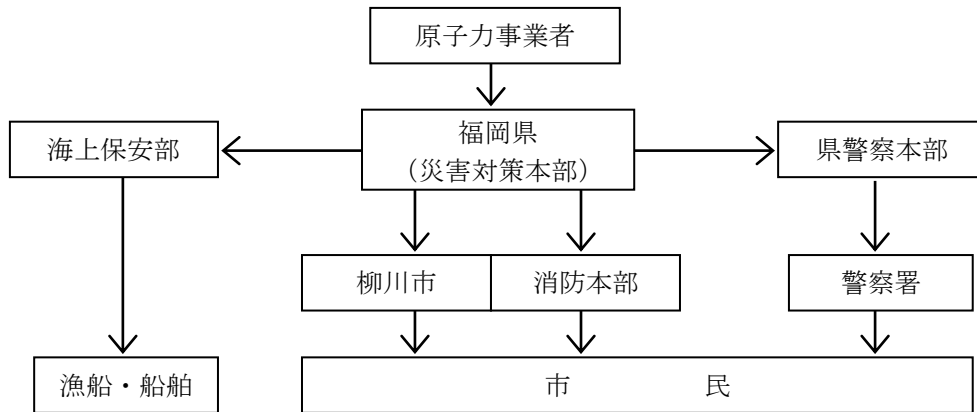 原子力事業者
海上保安部
福岡県
（災害対策本部）
県警察本部
柳川市
消防本部
警察署
漁船・船舶
市　　　　　民